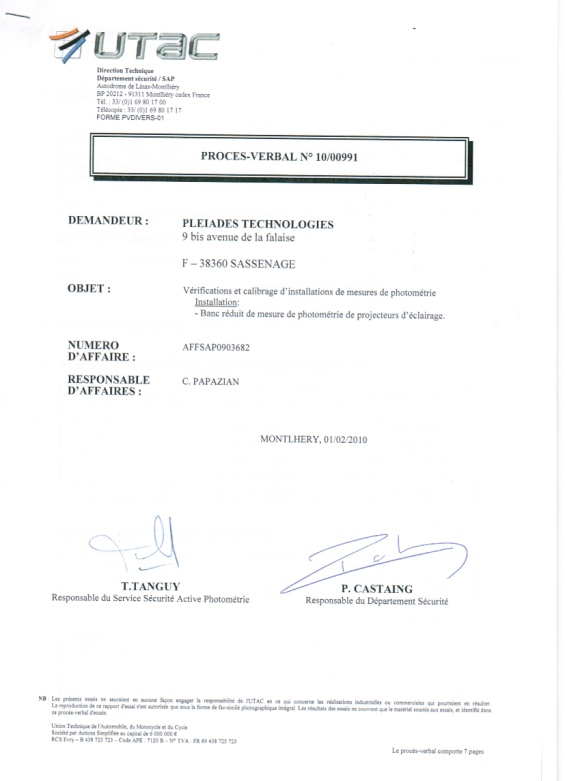 UTAC
Direction Technique
Département sécurité / SAP
Autodrome de Linas-Montlhéry
BP 20212 - 91311 Montlhéry cedex France
Tél. : 33/ (0)1 69 80 17 00
Télécopie : 33/ (0)1 69 80 17 17
FORME PVDIVERS-01
PROCES-VERBAL N° 10/00991
DEMANDEUR : PLEIADES TECHNOLOGIES
9 bis avenue de la falaise
F – 38360 SASSENAGE
OBJET : Vérifications et calibrage d’installations de mesures de photométrie
Installation:
- Banc réduit de mesure de photométrie de projecteurs d’éclairage.
NUMERO AFFSAP0903682
D’AFFAIRE :
RESPONSABLE C. PAPAZIAN
D’AFFAIRES :
MONTLHERY, 01/02/2010
T.TANGUY
Responsable du Service Sécurité Active Photométrie
P. CASTAING
Responsable du Département Sécurité
NB : Les présents essais ne sauraient en aucune façon engager la responsabilité de l'UTAC en ce qui concerne les réalisations industrielles ou commerciales qui pourraient en résulter.
La reproduction de ce rapport d'essai n'est autorisée que sous la forme de fac-similé photographique intégral. Les résultats des essais ne couvrent que le matériel soumis aux essais, et identifié dans
ce procès-verbal d'essais
Union Technique de l'Automobile, du Motocycle et du Cycle
Société par Actions Simplifiée au capital de 6 000 000 €
RCS Evry – B 438 725 723 – Code APE : 7120 B – N° TVA : FR 89 438 725 723
Le procès-verbal comporte 7 pages